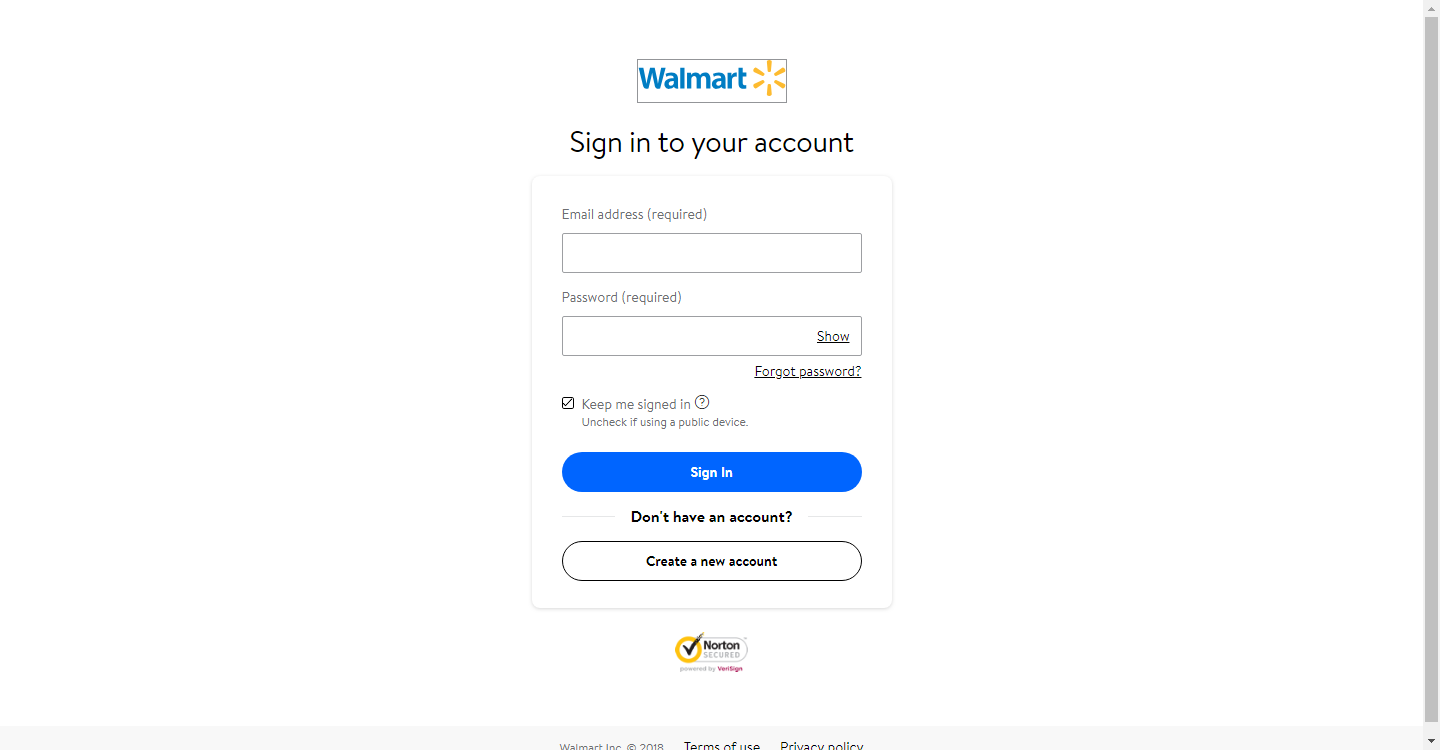 Walmart
Sign in to your account
Email address (required)
Password (required)
Show
Forgot password?
Keep me signed in ?
Uncheck if using a public device.
Sign In
Don't have an account?
Create a new account
Norton
SECURED
powered by VeriSign
Walmart Inc. © 2018 Terms of use Privacy policy